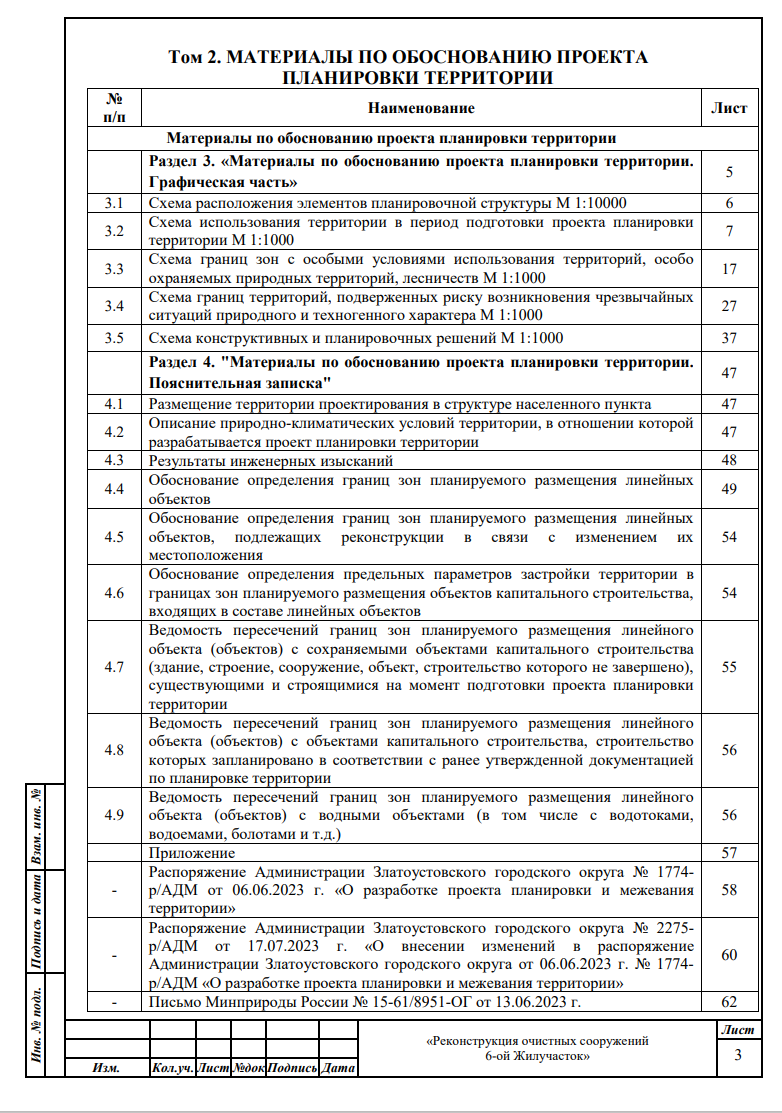 Том 2. МАТЕРИАЛЫ ПО ОБОСНОВАНИЮ ПРОЕКТА
ПЛАНИРОВКИ ТЕРРИТОРИИ
№
п/п
Наименование
Лист
Материалы по обоснованию проекта планировки территории
Раздел 3. «Материалы по обоснованию проекта планировки территории.
Графическая часть»
5
3.1
Схема расположения элементов планировочной структуры М 1:10000
6
3.2
Схема использования территории в период подготовки проекта планировки
территории М 1:1000
7
3.3
Схема границ зон с особыми условиями использования территорий, особо
охраняемых природных территорий, лесничеств М 1:1000
17
3.4
Схема границ территорий, подверженных риску возникновения чрезвычайных
ситуаций природного и техногенного характера М 1:1000
27
3.5
Схема конструктивных и планировочных решений М 1:1000
37
Раздел 4. "Материалы по обоснованию проекта планировки территории.
Пояснительная записка"
47
4.1
Размещение территории проектирования в структуре населенного пункта
47
4.2
Описание природно-климатических условий территории, в отношении которой
разрабатывается проект планировки территории
47
4.3
Результаты инженерных изысканий
48
4.4
Обоснование определения границ зон планируемого размещения линейных
объектов
49
4.5
Обоснование определения границ зон планируемого размещения линейных
объектов, подлежащих реконструкции в связи с изменением их
местоположения
54
4.6
Обоснование определения предельных параметров застройки территории в
границах зон планируемого размещения объектов капитального строительства,
входящих в составе линейных объектов
54
4.7
Ведомость пересечений границ зон планируемого размещения линейного
объекта (объектов) с сохраняемыми объектами капитального строительства
(здание, строение, сооружение, объект, строительство которого не завершено),
существующими и строящимися на момент подготовки проекта планировки
территории
55
4.8
Ведомость пересечений границ зон планируемого размещения линейного
объекта (объектов) с объектами капитального строительства, строительство
которых запланировано в соответствии с ранее утвержденной документацией
по планировке территории
56
4.9
Ведомость пересечений границ зон планируемого размещения линейного
объекта (объектов) с водными объектами (в том числе с водотоками,
водоемами, болотами и т.д.)
56
Приложение
57
-
Распоряжение Администрации Златоустовского городского округа № 1774-
р/АДМ от 06.06.2023 г. «О разработке проекта планировки и межевания
территории»
58
-
Распоряжение Администрации Златоустовского городского округа № 2275-
р/АДМ от 17.07.2023 г. «О внесении изменений в распоряжение
Администрации Златоустовского городского округа от 06.06.2023 г. № 1774-
р/АДМ «О разработке проекта планировки и межевания территории»
60
-
Письмо Минприроды России № 15-61/8951-ОГ от 13.06.2023 г.
62
Взам. инв. №
Подпись и дата
Инв. № подл.
Изм.
Кол.уч.
Лист
№док
Подпись
Дата
«Реконструкция очистных сооружений
6-ой Жилучасток»
Лист
3